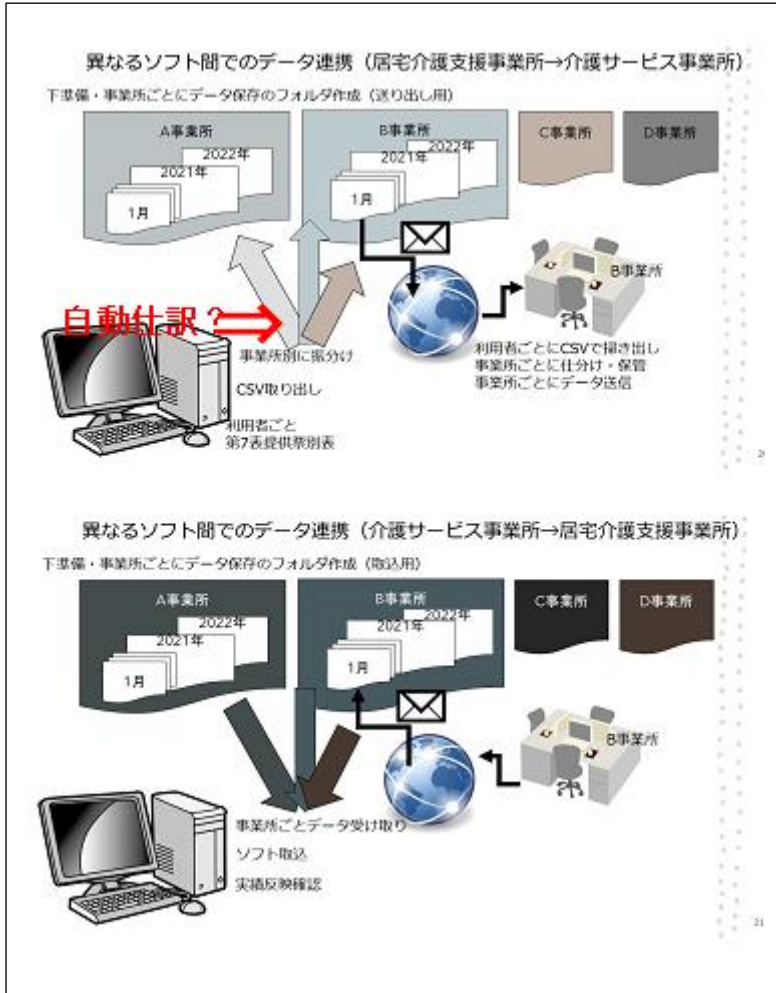 異なるソフト間でのデータ連携（居宅介護支援事業所→介護サービス事業所）
下準備・事業所ごとにデータ保存のフォルダ作成（送り出し用）
A事業所
2022年
2021年
1月
B事業所
2022年
2021年
1月
C事業所
D事業所
B事業所
自動仕訳？
事業所別に振分け
CSV取り出し
利用者ごと
第7表提供票別表
利用者ごとにCSVで掃き出し
事業所ごとに仕分け・保管
事業所ごとにデータ送信
異なるソフト間でのデータ連携（介護サービス事業所→居宅介護支援事業所）
下準備・事業所ごとにデータ保存のフォルダ作成（取込用）
A事業所
2022年
2021年
1月
B事業所
2022年
2021年
1月
C事業所
D事業所
B事業所
事業所ごとデータ受け取り
ソフト取込
実績反映確認
21